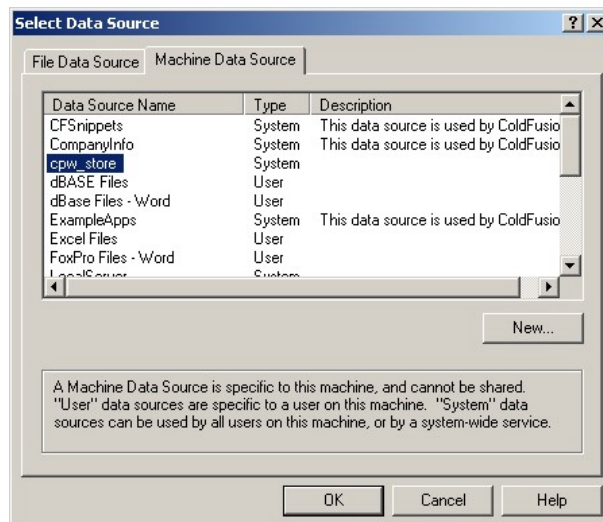 Select Data Source
File Data Source Machine Data Source
Data Source Name Type Description
CFSnippets System This data source is used by ColdFusio
CompanyInfo System This data source is used by ColdFusio
cpw_store System
dBASE Files User
dBase Files - Word User
ExampleApps System This data source is used by ColdFusio
Excel Files User
FoxPro Files - Word User
LocalServer System
New...
A Machine Data Source is specific to this machine, and cannot be shared.
"User" data sources are specific to a user on this machine. "System" data
sources can be used by all users on this machine, or by a system-wide service.
OK Cancel Help